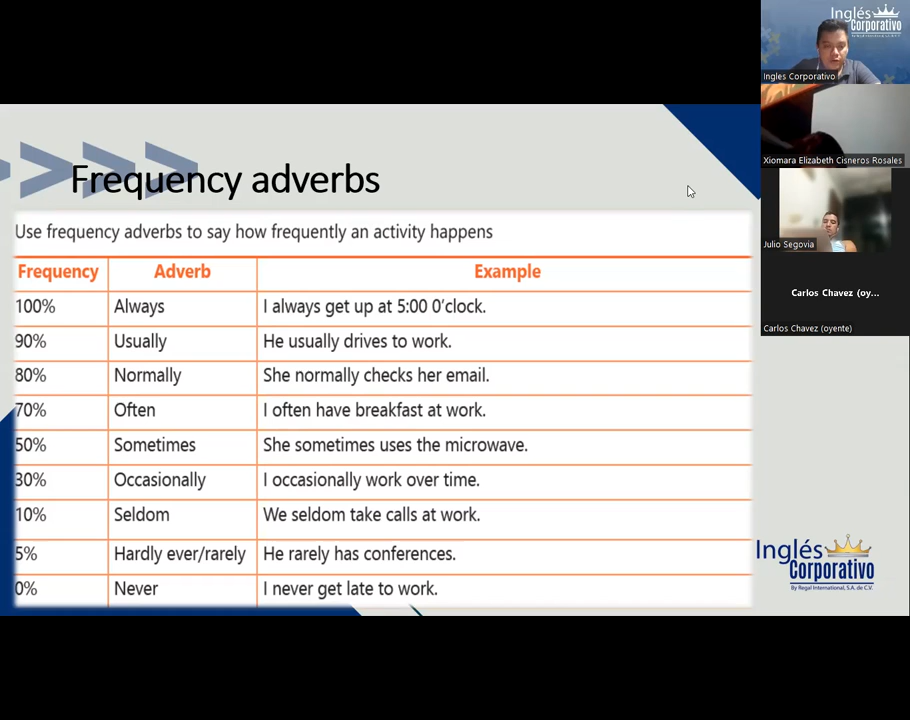 Inglés
Corporativo
By Regal International, S.A. de C.V.
Ingles Corporativo
Xiomara Elizabeth Cisneros Rosales
Julio Segovia
Carlos Chavez (oy...
Carlos Chavez (oyente)
Frequency adverbs
Use frequency adverbs to say how frequently an activity happens
Frequency Adverb Example
100% Always I always get up at 5:00 0'clock.
90% Usually He usually drives to work.
80% Normally She normally checks her email.
70% Often I often have breakfast at work.
50% Sometimes She sometimes uses the microwave.
30% Occasionally I occasionally work over time.
10% Seldom We seldom take calls at work.
5% Hardly ever/rarely He rarely has conferences.
0% Never I never get late to work.
Inglés
Corporativo
By Regal International, S.A. de C.V.